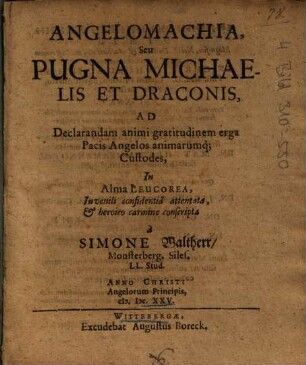 ANGELOMACHIA,
Seu
PUGNA MICHAE-
LIS ET DRACONIS,
AD
Declarandam animi gratitudinem erga
Pacis Angelos animarumq;
Custodes,
In
Alma LEUCOREA,
Iuvenili confidentiâ attentata,
& heroico carmine conscripta
à
SIMONE Waltherr/
Monsterberg. Siles.
LL. Stud.
ANNO CHRISTI
Angelorum Principis,
cIɔ. Iɔc. XXV.
WITTEBERGÆ,
Excudebat Augustus Boreck,